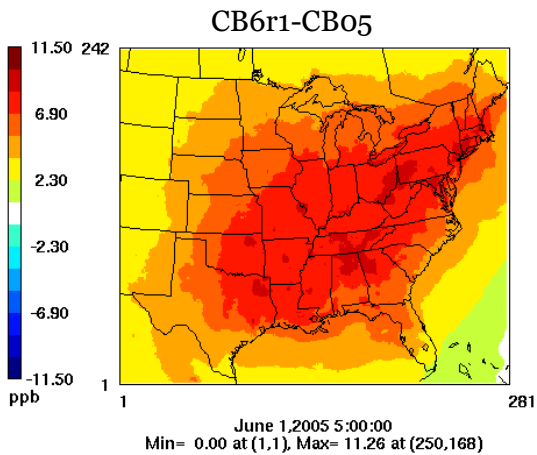 CB6r1-CB05
11.50
6.90
2.30
-2.30
-6.90
-11.50
ppb
242
1
1
281
June 1,2005 5:00:00
Min= 0.00 at (1,1), Max= 11.26 at (250,168)